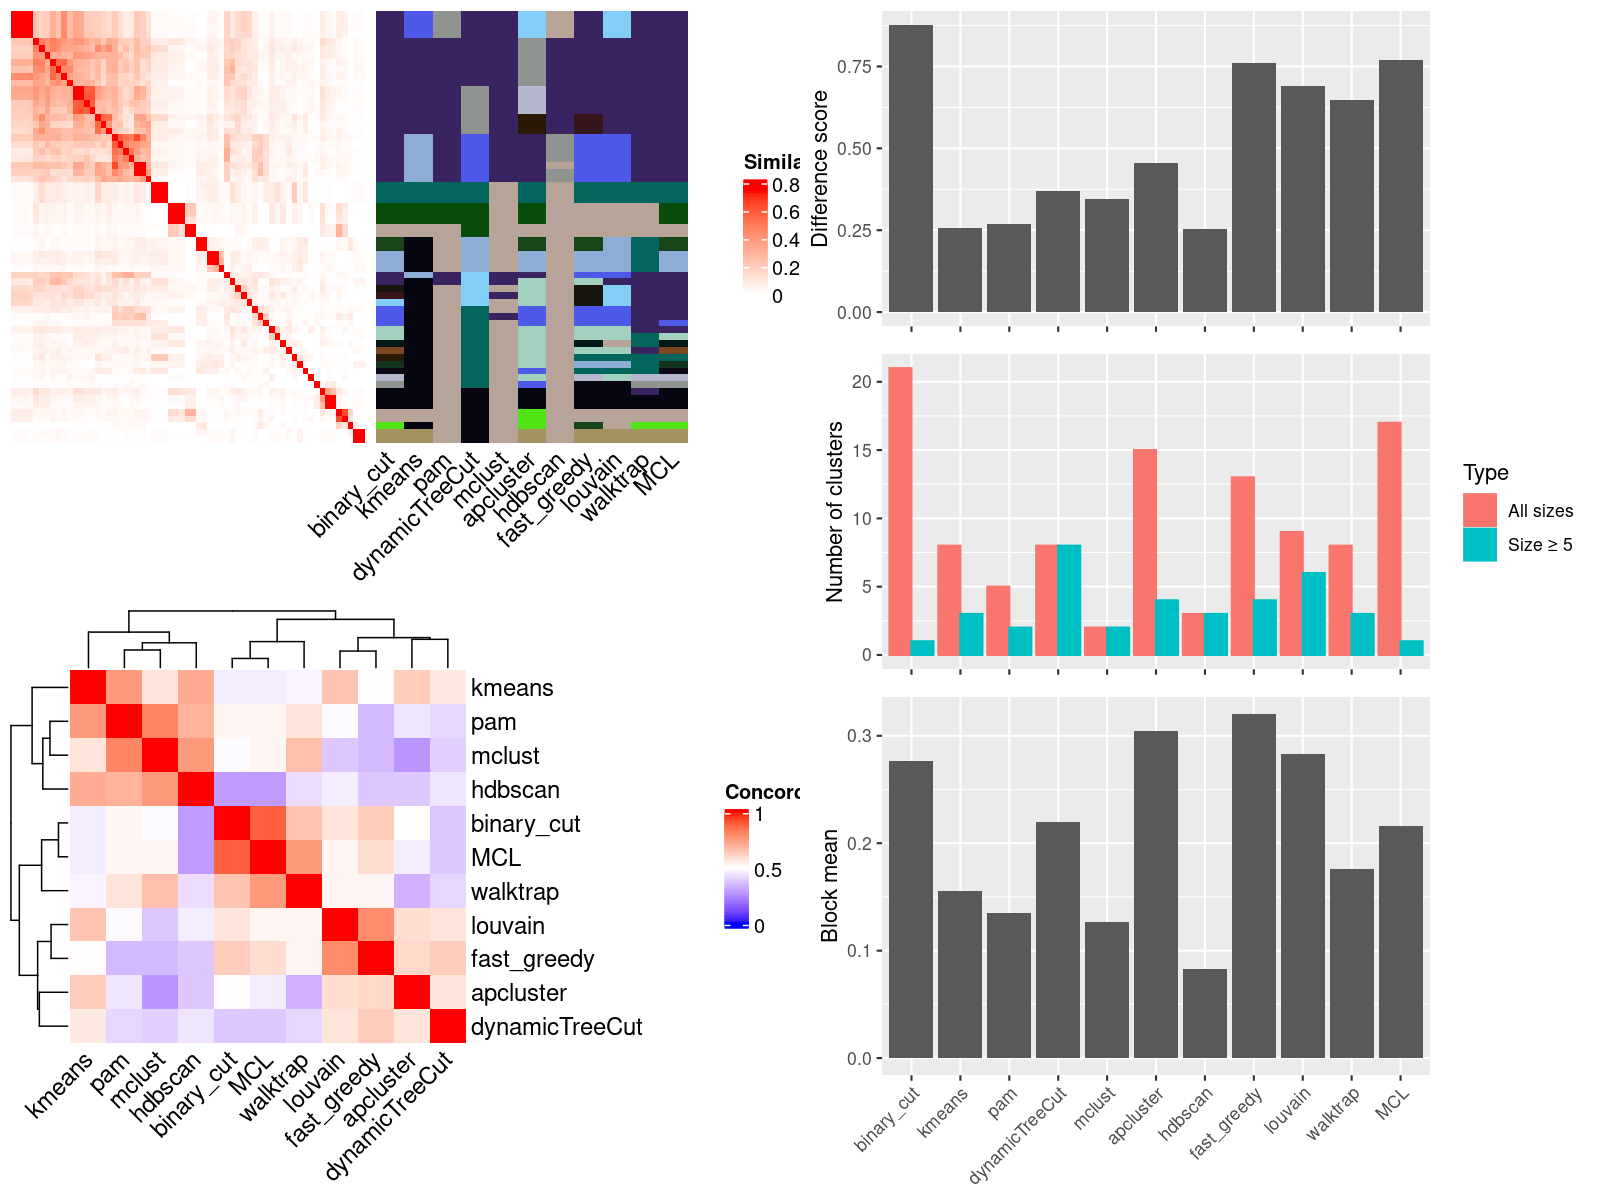 Simila
0.8
0.6
0.4
0.2
0
binary_cut
kmeans
pam
dynamicTreeCut
mclust
apcluster
hdbscan
fast_greedy
louvain
walktrap
MCL
kmeans
pam
mclust
hdbscan
binary_cut
MCL
walktrap
louvain
fast_greedy
apcluster
dynamicTreeCut
kmeans
pam
mclust
hdbscan
binary_cut
MCL
walktrap
louvain
fast_greedy
apcluster
dynamicTreeCut
Concord
1
0.5
0
Difference score
0.75
0.50
0.25
0.00
Number of clusters
20
15
10
5
0
Type
All sizes
Size ≥ 5
Block mean
0.3
0.2
0.1
0.0
binary_cut
kmeans
pam
dynamicTreeCut
mclust
apcluster
hdbscan
fast_greedy
louvain
walktrap
MCL